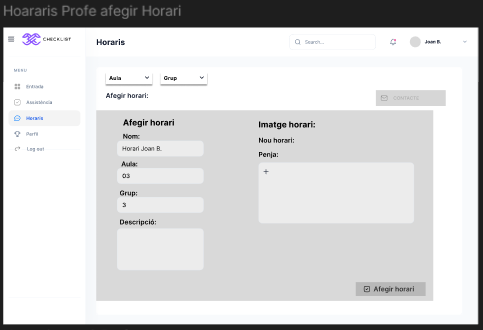 Hoararis Profe afegir Horari
CHECKLIST
Horaris
Search...
Joan B.
MENU
Entrada
Assistència
Horaris
Perfil
Log out
Aula
Grup
Afegir horari:
CONTACTE
Afegir horari
Nom:
Horari Joan B.
Aula:
03
Grup:
3
Descripció:
Imatge horari:
Nou horari:
Penja:
+
Afegir horari